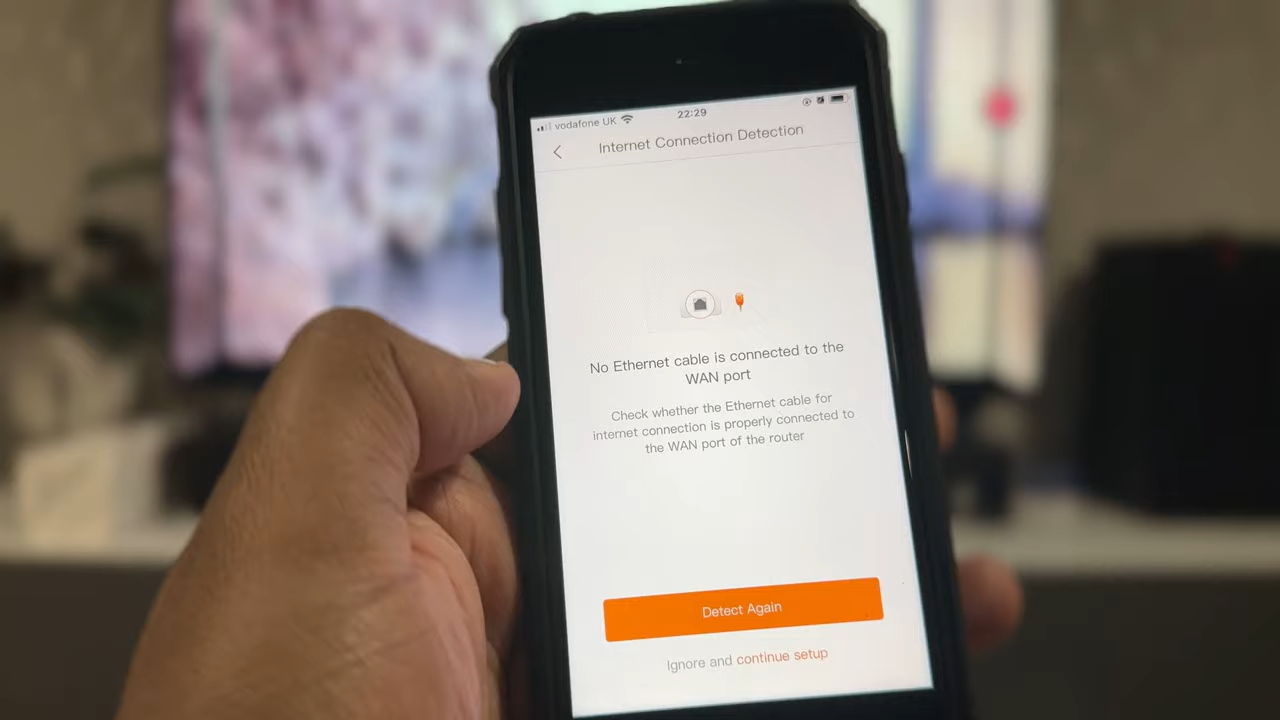 vodafone UK
22:29
Internet Connection Detection
No Ethernet cable is connected to the
WAN port
Check whether the Ethernet cable for
internet connection is properly connected to
the WAN port of the router
Detect Again
Ignore and continue setup